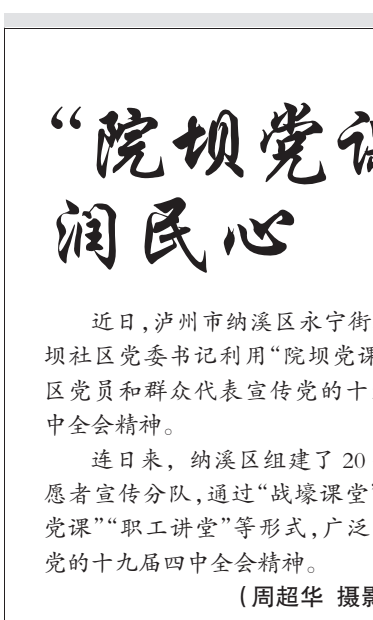 “院坝党课
润民心
近日,泸州市纳溪区永宁街
坝社区党委书记利用“院坝党课
区党员和群众代表宣传党的十
中全会精神。
连日来, 纳溪区组建了 20
愿者宣传分队,通过“战壕课堂”
党课”“职工讲堂”等形式,广泛
党的十九届四中全会精神。
(周超华 摄影